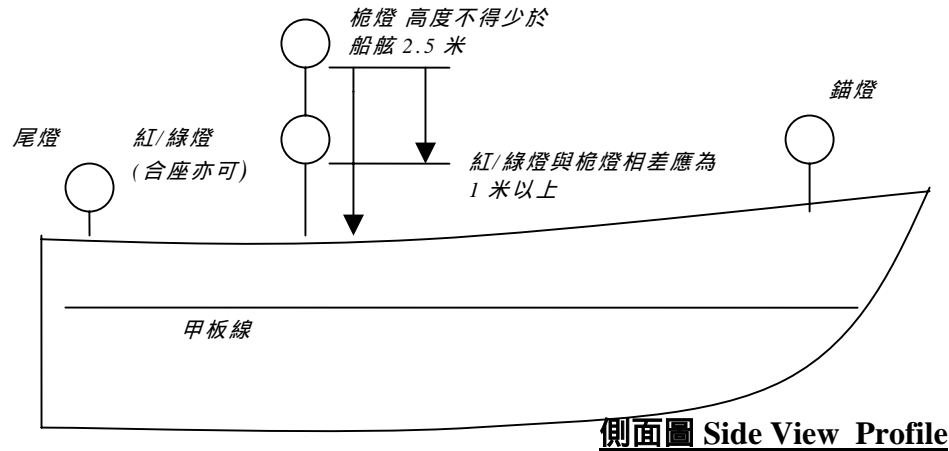 桅燈 高度不得少於
船舷 2.5 米
錨燈
尾燈
紅/綠燈
(合座亦可)
紅/綠燈與桅燈相差應為
1 米以上
甲板線
側面圖 Side View Profile